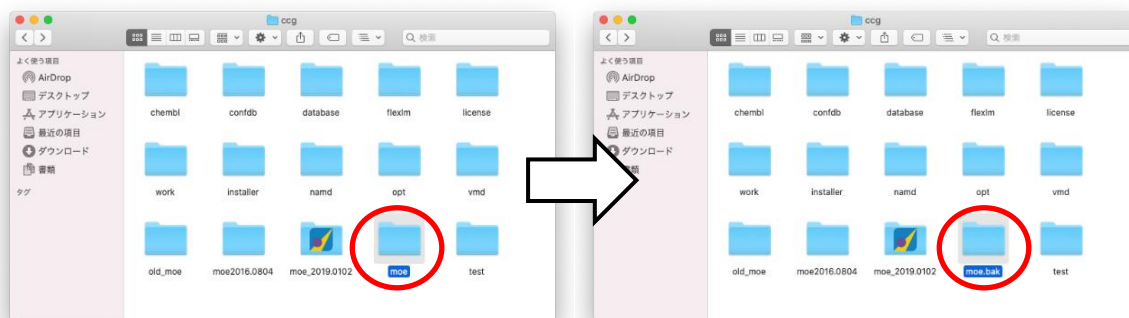 ccg
検索
よく使う項目
AirDrop
デスクトップ
アプリケーション
最近の項目
ダウンロード
書類
タグ
chembl confdb database flexlm license
work installer namd opt vmd
old_moe moe2016.0804 moe_2019.0102 moe test
ccg
検索
よく使う項目
AirDrop
デスクトップ
アプリケーション
最近の項目
ダウンロード
類
タグ
chembl confdb database flexlm license
work installer namd opt vmd
old_moe moe2016.0804 moe_2019.0102 moe.bak test